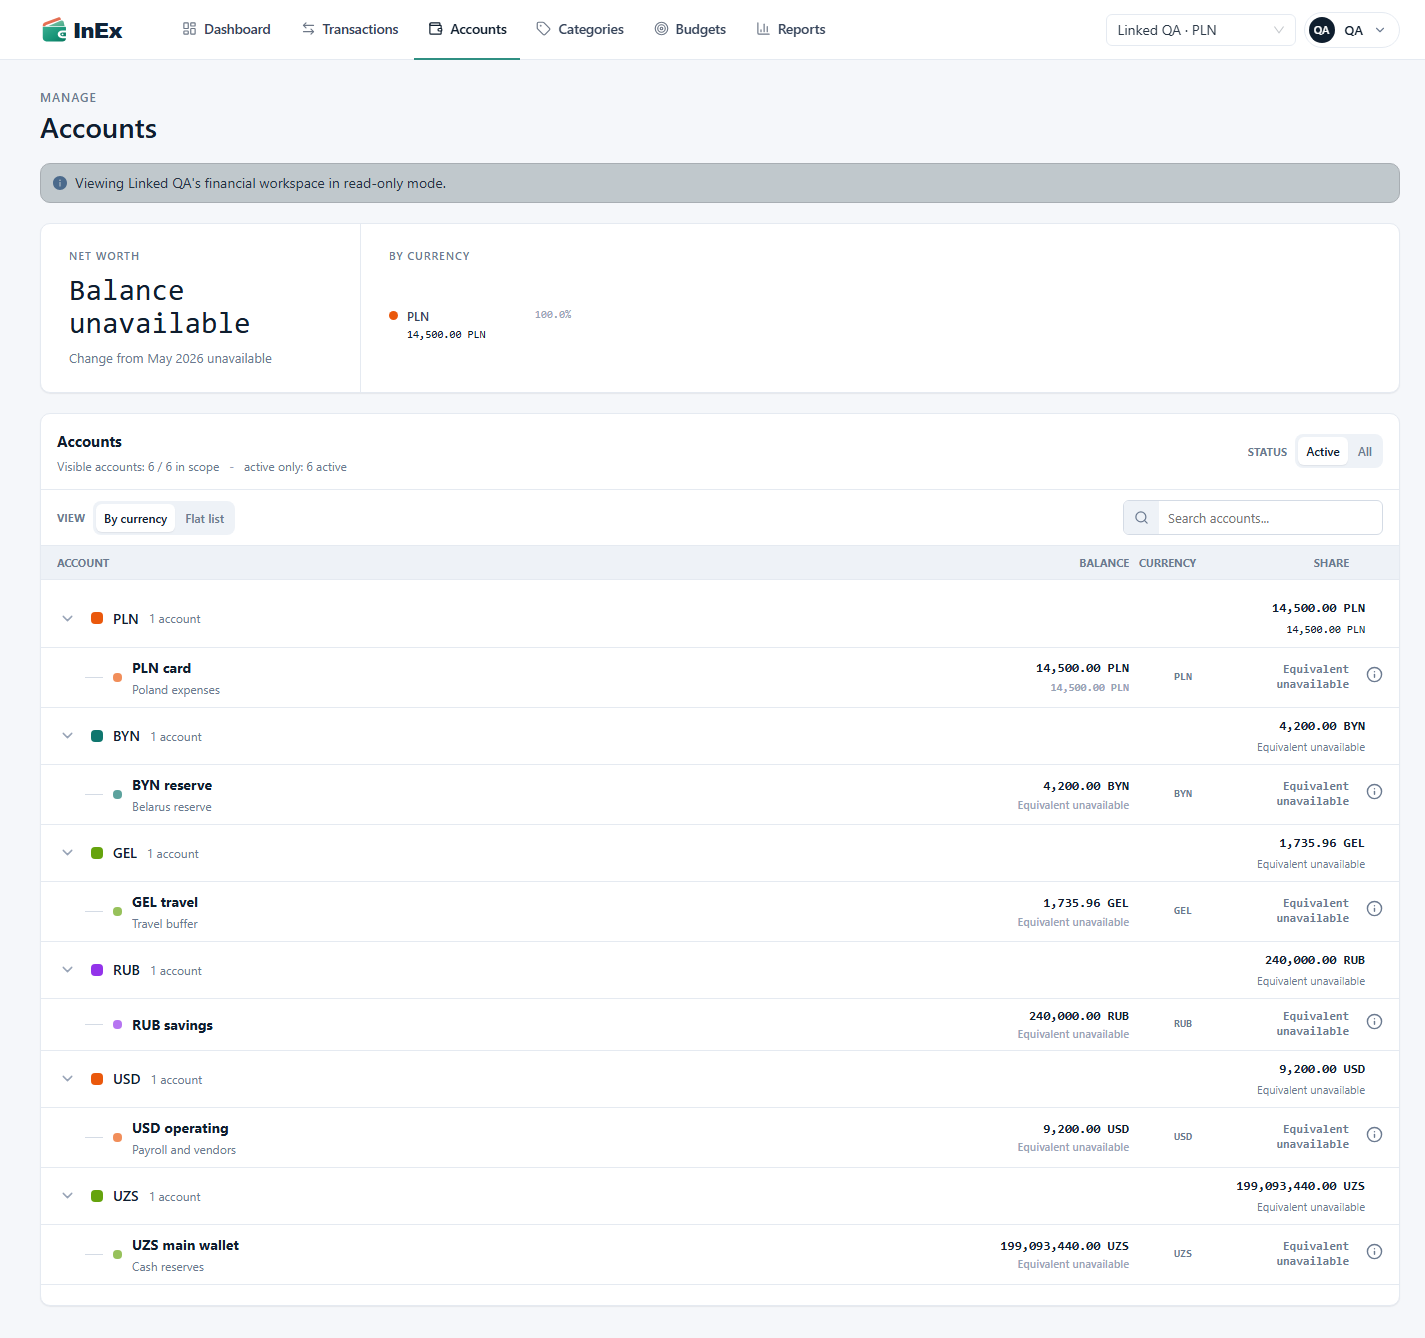 InEx
Dashboard
Transactions
Accounts
Categories
Budgets
Reports
Linked QA · PLN
QA
QA
MANAGE
Accounts
Viewing Linked QA's financial workspace in read-only mode.
NET WORTH
Balance
unavailable
Change from May 2026 unavailable
BY CURRENCY
PLN
100.0%
14,500.00 PLN
Accounts
Visible accounts: 6 / 6 in scope - active only: 6 active
STATUS
Active
All
VIEW
By currency
Flat list
Search accounts...
ACCOUNT
BALANCE
CURRENCY
SHARE
PLN 1 account
14,500.00 PLN
14,500.00 PLN
PLN card
Poland expenses
14,500.00 PLN
14,500.00 PLN
PLN
Equivalent
unavailable
BYN 1 account
4,200.00 BYN
Equivalent unavailable
BYN reserve
Belarus reserve
4,200.00 BYN
Equivalent unavailable
BYN
Equivalent
unavailable
GEL 1 account
1,735.96 GEL
Equivalent unavailable
GEL travel
Travel buffer
1,735.96 GEL
Equivalent unavailable
GEL
Equivalent
unavailable
RUB 1 account
240,000.00 RUB
Equivalent unavailable
RUB savings
240,000.00 RUB
Equivalent unavailable
RUB
Equivalent
unavailable
USD 1 account
9,200.00 USD
Equivalent unavailable
USD operating
Payroll and vendors
9,200.00 USD
Equivalent unavailable
USD
Equivalent
unavailable
UZS 1 account
199,093,440.00 UZS
Equivalent unavailable
UZS main wallet
Cash reserves
199,093,440.00 UZS
Equivalent unavailable
UZS
Equivalent
unavailable